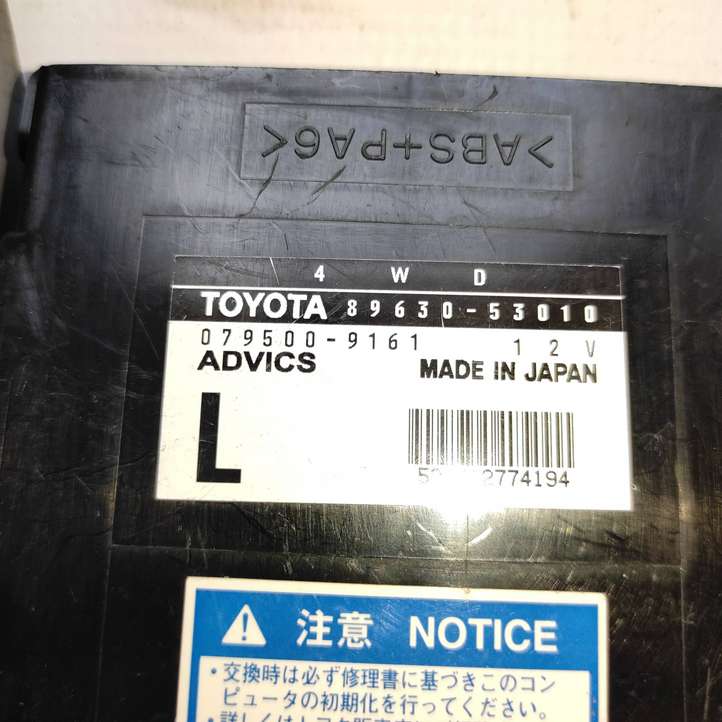 >ABS+PA6<
4WD
TOYOTA 89630-53010
079500-9161 12V
ADVICS MADE IN JAPAN
L
2774194
注意 NOTICE
・交換時は必ず修理書に基づきこのコン
ピュータの初期化を行ってください。